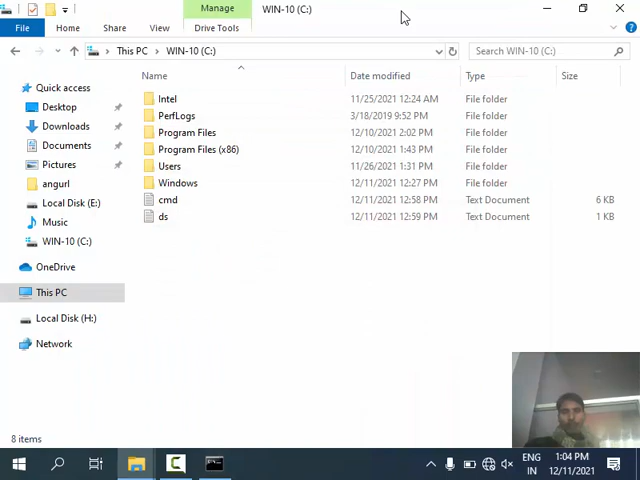 Manage WIN-10 (C:)
File Home Share View Drive Tools
This PC > WIN-10 (C:) Search WIN-10 (C:)
Name Date modified Type Size
Quick access
Desktop
Downloads
Documents
Pictures
angurl
Local Disk (E:)
Music
WIN-10 (C:)
OneDrive
This PC
Local Disk (H:)
Network
Intel 11/25/2021 12:24 AM File folder
PerfLogs 3/18/2019 9:52 PM File folder
Program Files 12/10/2021 2:02 PM File folder
Program Files (x86) 12/10/2021 1:43 PM File folder
Users 11/26/2021 1:31 PM File folder
Windows 12/11/2021 12:27 PM File folder
cmd 12/11/2021 12:58 PM Text Document 6 KB
ds 12/11/2021 12:59 PM Text Document 1 KB
8 items
ENG 1:04 PM
IN 12/11/2021